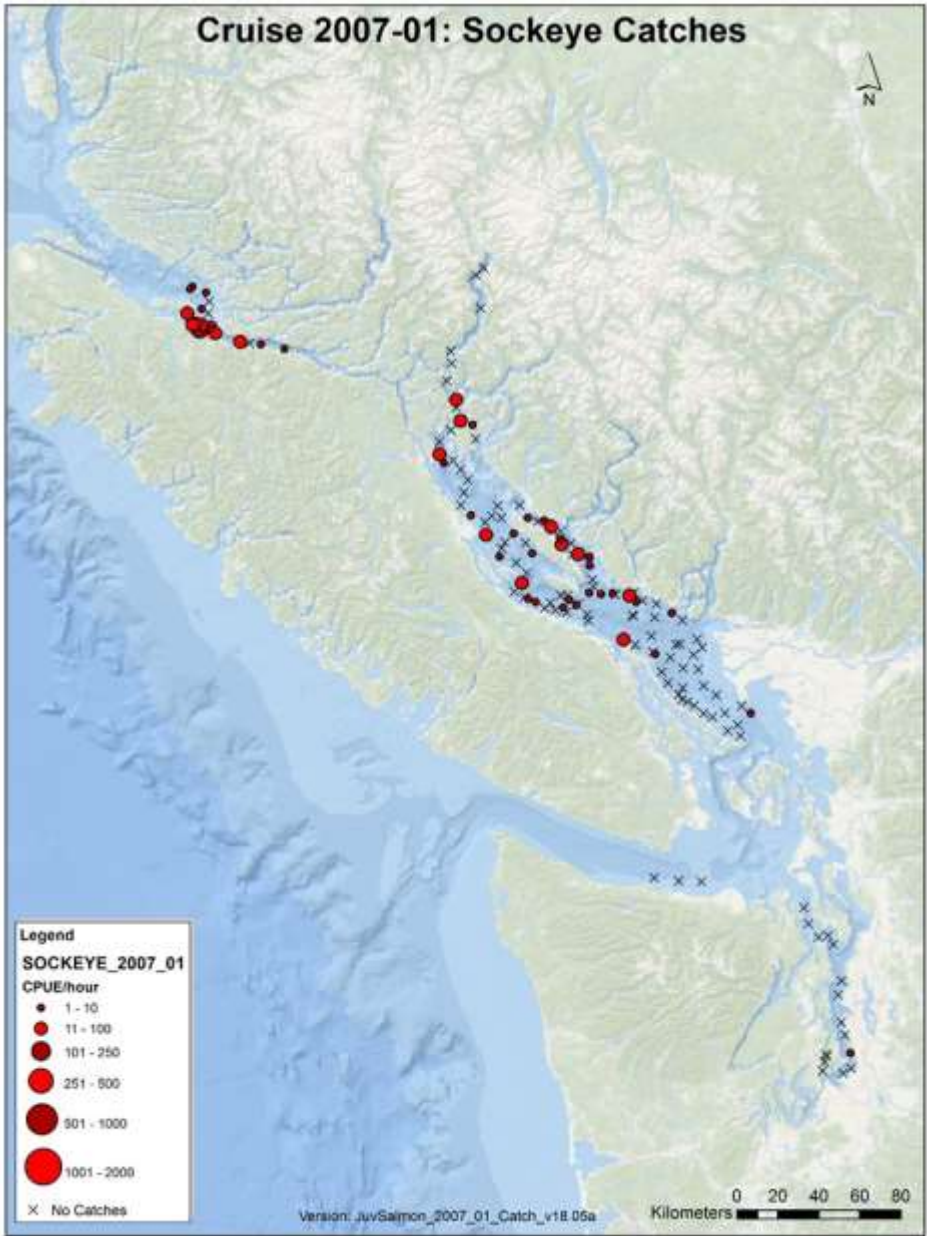 Cruise 2007-01: Sockeye Catches
N
Legend
SOCKEYE_2007_01
CPUE/hour
1 - 10
11 - 100
101 - 250
251 - 500
501 - 1000
1001 - 2000
No Catches
Version: JuvSalmon_2007_01_Catch_v18.05a
0 20 40 60 80
Kilometers